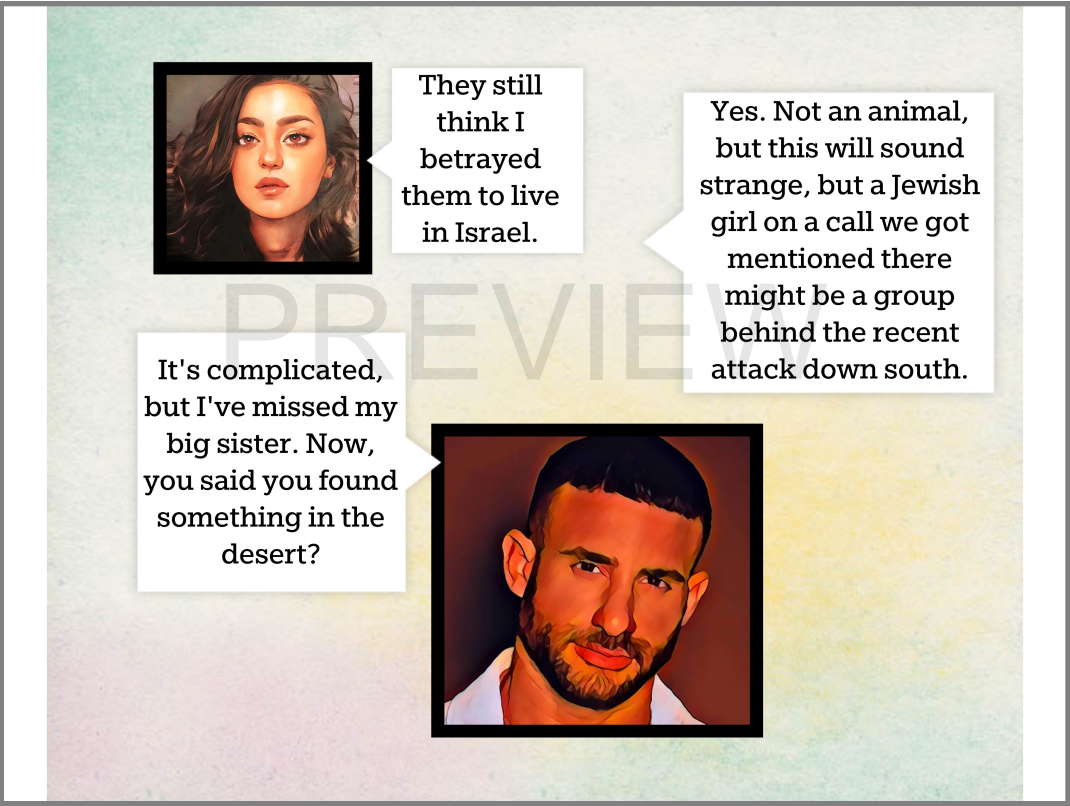 They still
think I
betrayed
them to live
in Israel.
Yes. Not an animal,
but this will sound
strange, but a Jewish
girl on a call we got
mentioned there
might be a group
behind the recent
attack down south.
PREVIEW
It's complicated,
but I've missed my
big sister. Now,
you said you found
something in the
desert?